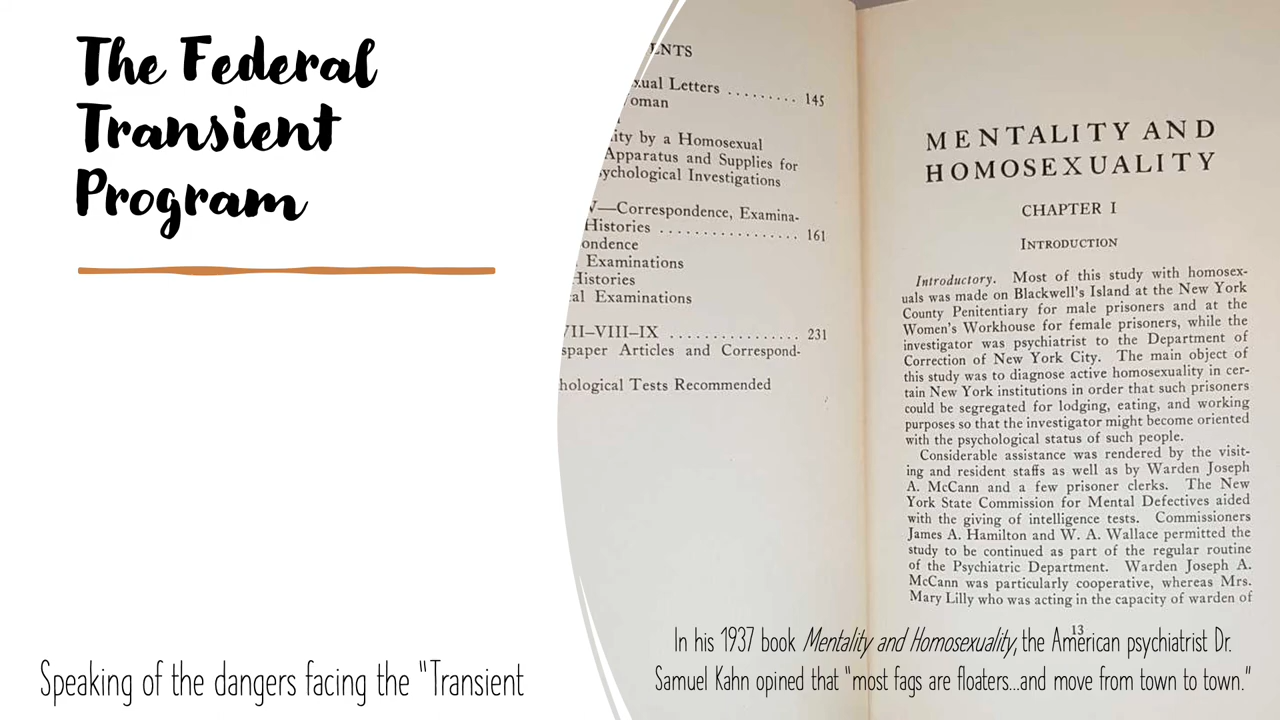 The Federal
Transient
Program
Speaking of the dangers facing the "Transient
ENTS
Letters ......... 145
by a Homosexual
Apparatus and Supplies for
Investigations
Correspondence, Examina-
Histories ................ 161
Examinations
Histories
Examinations
VII–VIII–IX ................ 231
Articles and Correspond-
Tests Recommended
MENTALITY AND
HOMOSEXUALITY
CHAPTER I
INTRODUCTION
Introductory. Most of this study with homosex-
uals was made on Blackwell's Island at the New York
County Penitentiary for male prisoners and at the
Women's Workhouse for female prisoners, while the
investigator was psychiatrist to the Department of
Correction of New York City. The main object of
this study was to diagnose active homosexuality in cer-
tain New York institutions in order that such prisoners
could be segregated for lodging, eating, and working
purposes so that the investigator might become oriented
with the psychological status of such people.
Considerable assistance was rendered by the visit-
ing and resident staffs as well as by Warden Joseph
A. McCann and a few prisoner clerks. The New
York State Commission for Mental Defectives aided
with the giving of intelligence tests. Commissioners
James A. Hamilton and W. A. Wallace permitted the
study to be continued as part of the regular routine
of the Psychiatric Department. Warden Joseph A.
McCann was particularly cooperative, whereas Mrs.
Mary Lilly who was acting in the capacity of warden of
13
In his 1937 book Mentality and Homosexuality, the American psychiatrist Dr.
Samuel Kahn opined that "most fags are floaters...and move from town to town."